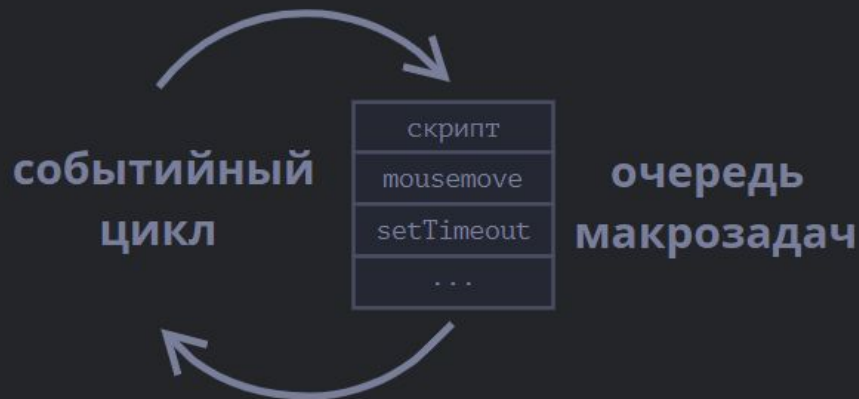 событийный
цикл
скрипт
mousemove
setTimeout
...
очередь
макрозадач